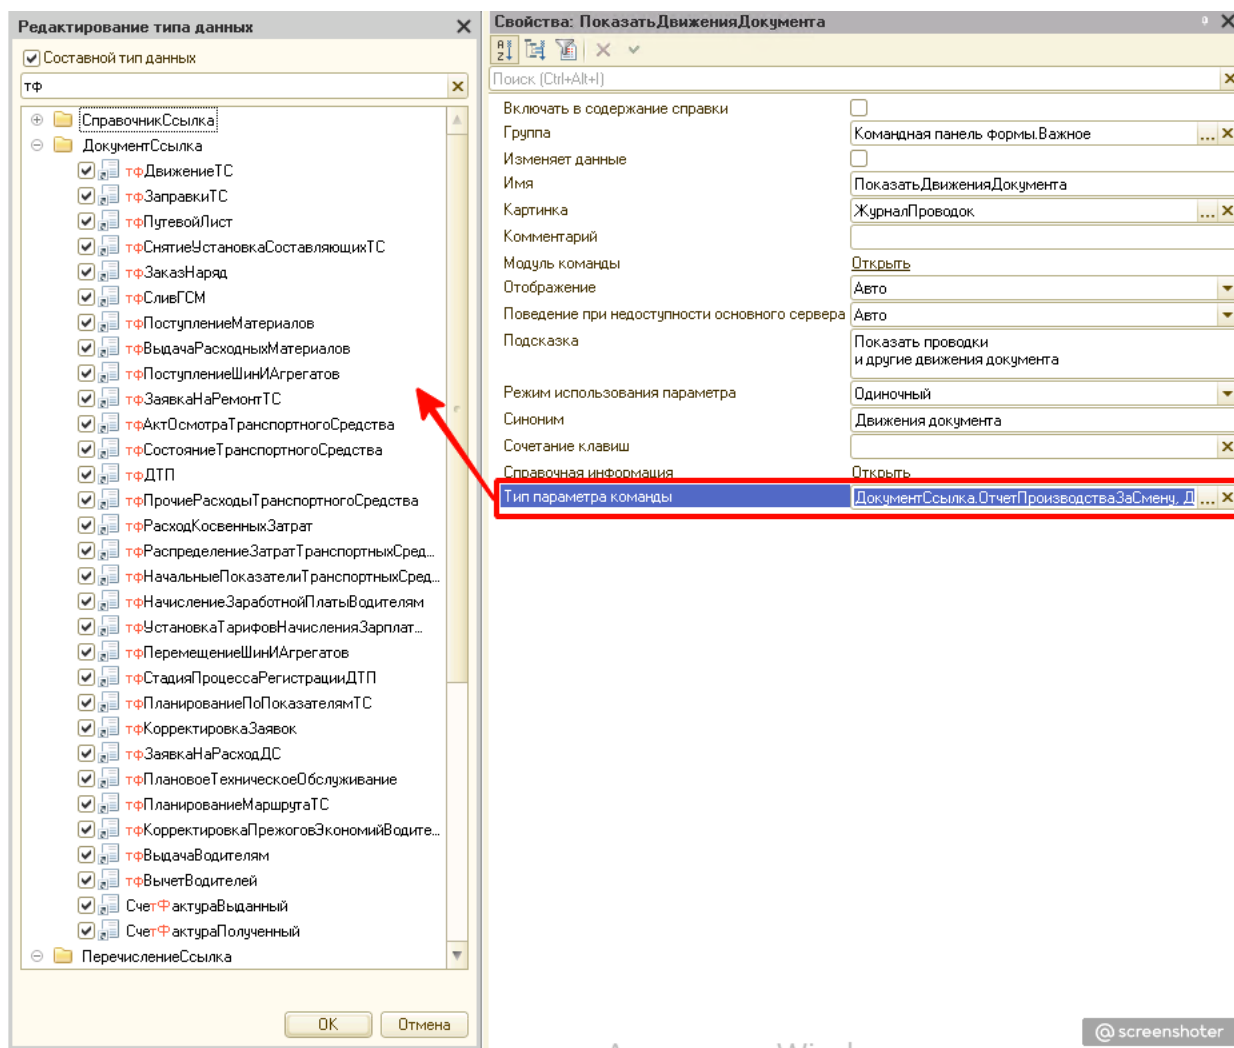 Редактирование типа данных
Составной тип данных
тф
СправочникСсылка
ДокументСсылка
тфДвижениеТС
тфЗаправкиТС
тфПутевойЛист
тфСнятиеУстановкаСоставляющихТС
тфЗаказНаряд
тфСливГСМ
тфПоступлениеМатериалов
тфВыдачаРасходныхМатериалов
тфПоступлениеШинИАгрегатов
тфЗаявкаНаРемонтТС
тфАктОсмотраТранспортногоСредства
тфСостояниеТранспортногоСредства
тфДТП
тфПрочиеРасходыТранспортногоСредства
тфРасходКосвенныхЗатрат
тфРаспределениеЗатратТранспортныхСред...
тфНачальныеПоказателиТранспортныхСред...
тфНачислениеЗаработнойПлатыВодителям
тфУстановкаТарифовНачисленияЗарплат...
тфПеремещениеШинИАгрегатов
тфСтадияПроцессаРегистрацииДТП
тфПланированиеПоПоказателямТС
тфКорректировкаЗаявок
тфЗаявкаНаРасходДС
тфПлановоеТехническоеОбслуживание
тфПланированиеМаршрутаТС
тфКорректировкаПрежоговЭкономийВодите...
тфВыдачаВодителям
тфВычетВодителей
СчетФактураВыданный
СчетФактураПолученный
ПеречислениеСсылка
ОК
Отмена
Свойства: ПоказатьДвиженияДокумента
Поиск (Ctrl+Alt+I)
Включать в содержание справки
Группа Командная панель формы.Важное
Изменяет данные
Имя ПоказатьДвиженияДокумента
Картинка ЖурналПроводок
Комментарий
Модуль команды Открыть
Отображение Авто
Поведение при недоступности основного сервера Авто
Подсказка Показать проводки
и другие движения документа
Режим использования параметра Одиночный
Синоним Движения документа
Сочетание клавиш
Справочная информация Открыть
Тип параметра команды ДокументСсылка.ОтчетПроизводстваЗаСмену, Д
@screenshoter